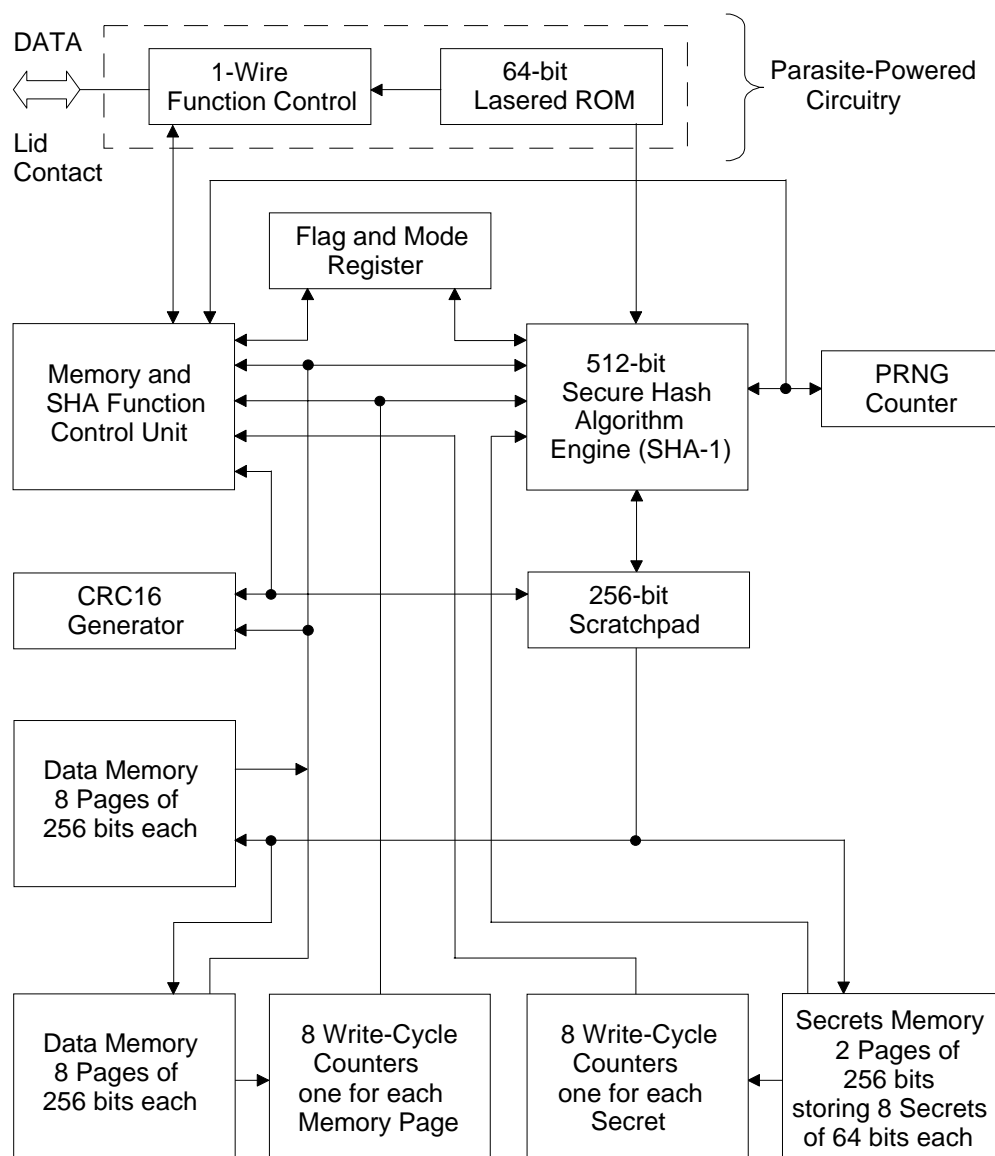 DATA
Lid
Contact
1-Wire
Function Control
64-bit
Lasered ROM
Parasite-Powered
Circuitry
Flag and Mode
Register
Memory and
SHA Function
Control Unit
512-bit
Secure Hash
Algorithm
Engine (SHA-1)
PRNG
Counter
CRC16
Generator
256-bit
Scratchpad
Data Memory
8 Pages of
256 bits each
Data Memory
8 Pages of
256 bits each
8 Write-Cycle
Counters
one for each
Memory Page
8 Write-Cycle
Counters
one for each
Secret
Secrets Memory
2 Pages of
256 bits
storing 8 Secrets
of 64 bits each